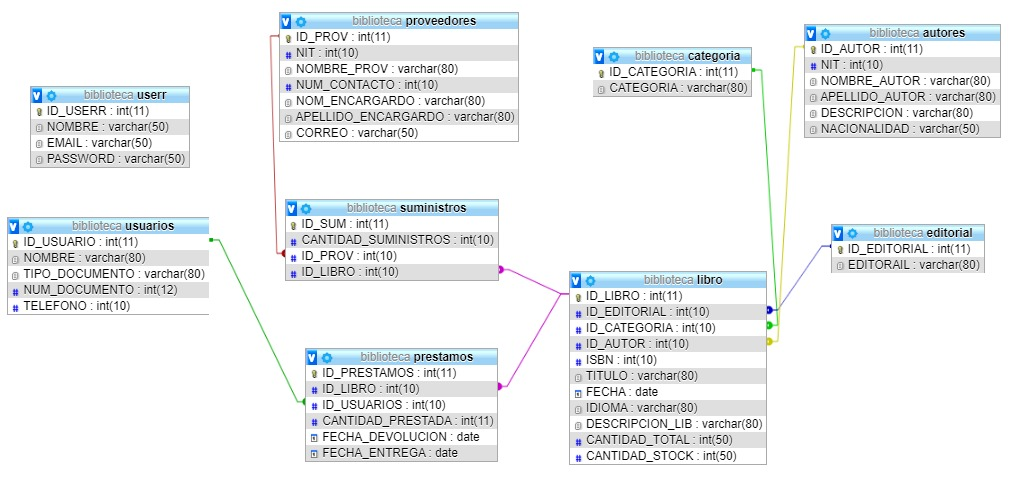 biblioteca proveedores
ID_PROV : int(11)
NIT : int(10)
NOMBRE_PROV : varchar(80)
NUM_CONTACTO : int(10)
NOM_ENCARGARDO : varchar(80)
APELLIDO_ENCARGARDO : varchar(80)
CORREO : varchar(50)
biblioteca categoria
ID_CATEGORIA : int(11)
CATEGORIA : varchar(80)
biblioteca autores
ID_AUTOR : int(11)
NIT : int(10)
NOMBRE_AUTOR : varchar(80)
APELLIDO_AUTOR : varchar(80)
DESCRIPCION : varchar(80)
NACIONALIDAD : varchar(50)
biblioteca userr
ID_USERR : int(11)
NOMBRE : varchar(50)
EMAIL : varchar(50)
PASSWORD : varchar(50)
biblioteca suministros
ID_SUM : int(11)
CANTIDAD_SUMINISTROS : int(10)
ID_PROV : int(10)
ID_LIBRO : int(10)
biblioteca usuarios
ID_USUARIO : int(11)
NOMBRE : varchar(80)
TIPO_DOCUMENTO : varchar(80)
NUM_DOCUMENTO : int(12)
TELEFONO : int(10)
biblioteca editorial
ID_EDITORIAL : int(11)
EDITORAIL : varchar(80)
biblioteca libro
ID_LIBRO : int(11)
ID_EDITORIAL : int(10)
ID_CATEGORIA : int(10)
ID_AUTOR : int(10)
ISBN : int(10)
TITULO : varchar(80)
FECHA : date
IDIOMA : varchar(80)
DESCRIPCION_LIB : varchar(80)
CANTIDAD_TOTAL : int(50)
CANTIDAD_STOCK : int(50)
biblioteca prestamos
ID_PRESTAMOS : int(11)
ID_LIBRO : int(10)
ID_USUARIOS : int(10)
CANTIDAD_PRESTADA : int(11)
FECHA_DEVOLUCION : date
FECHA_ENTREGA : date